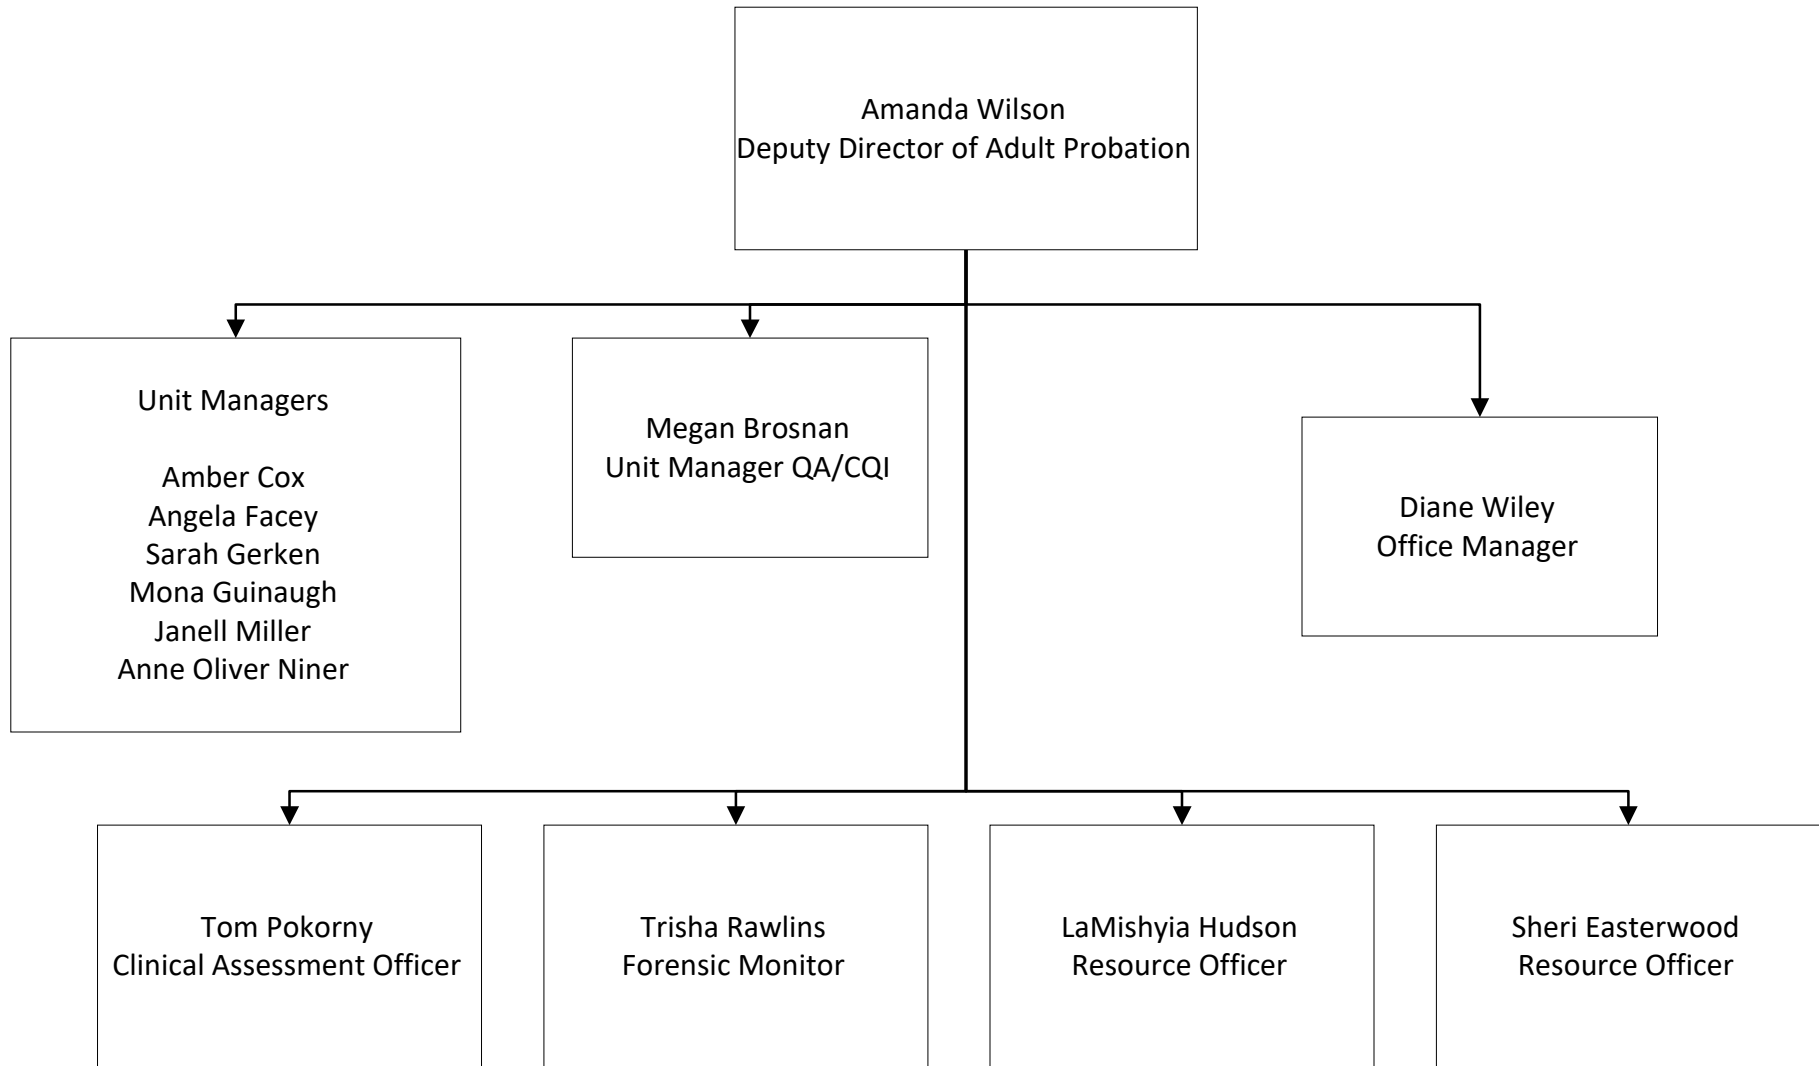 Amanda Wilson
Deputy Director of Adult Probation
Unit Managers
Amber Cox
Angela Facey
Sarah Gerken
Mona Guinaugh
Janell Miller
Anne Oliver Niner
Megan Brosnan
Unit Manager QA/CQI
Diane Wiley
Office Manager
Tom Pokorny
Clinical Assessment Officer
Trisha Rawlins
Forensic Monitor
LaMishyia Hudson
Resource Officer
Sheri Easterwood
Resource Officer